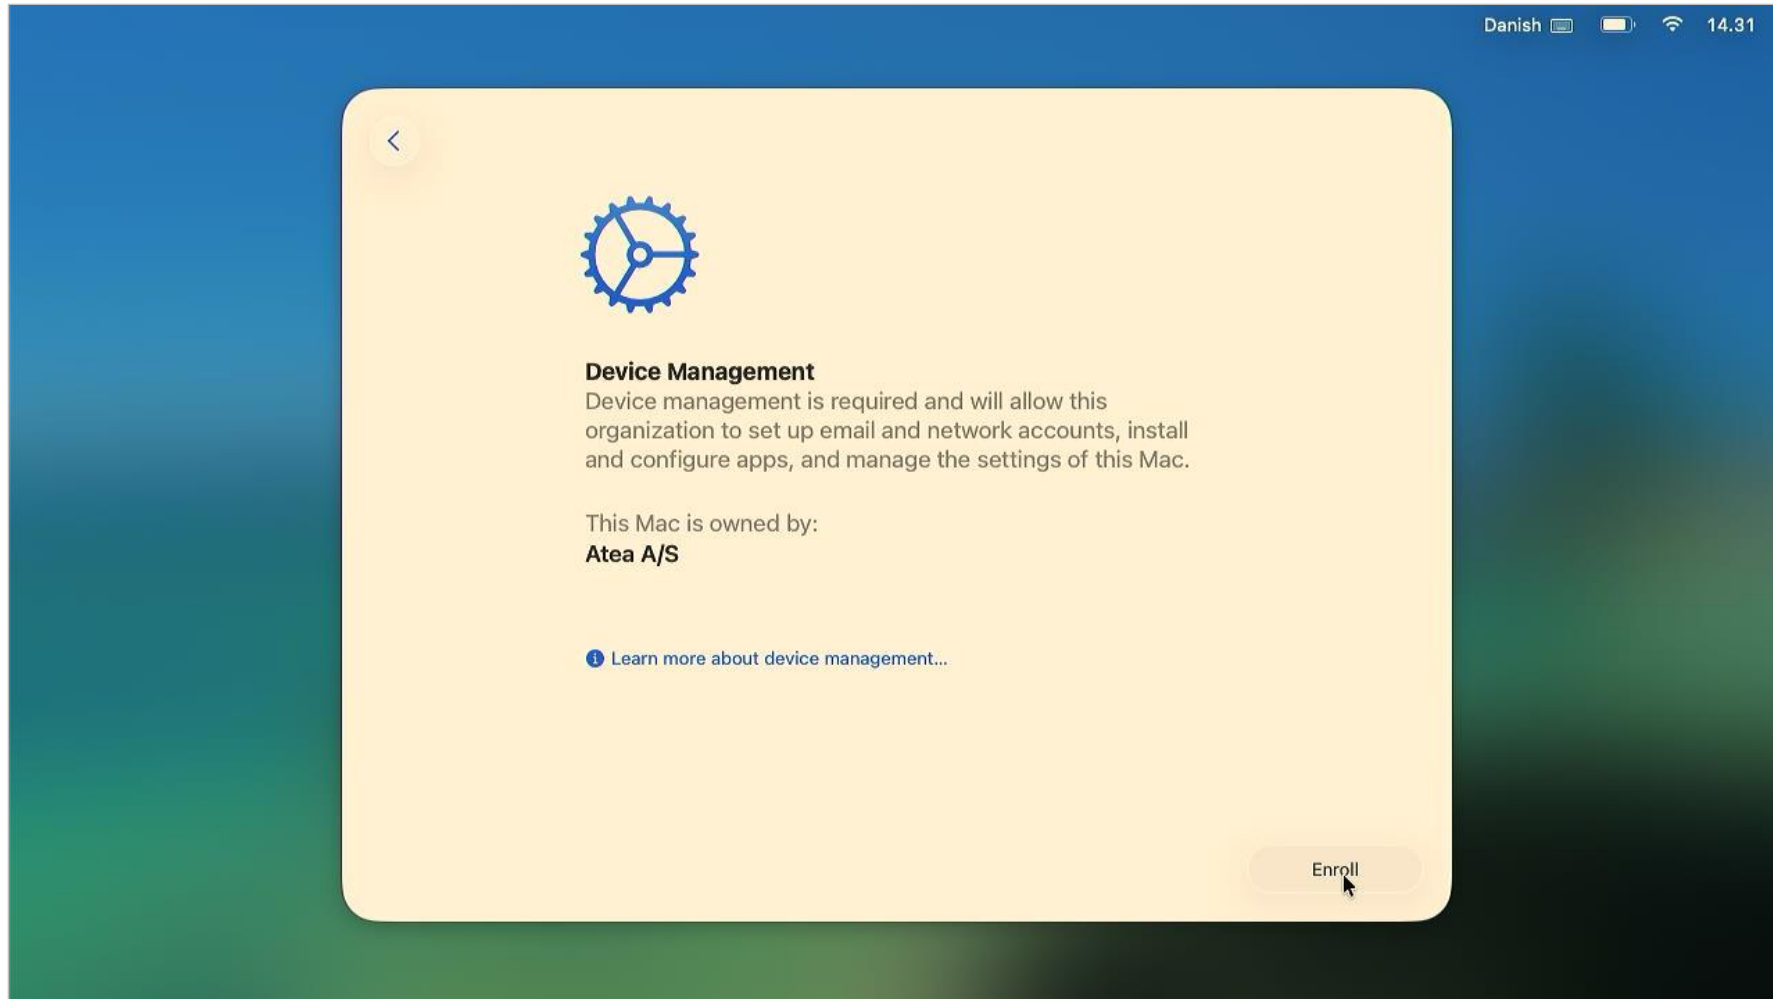 Danish 14.31
Device Management
Device management is required and will allow this
organization to set up email and network accounts, install
and configure apps, and manage the settings of this Mac.
This Mac is owned by:
Atea A/S
Learn more about device management...
Enroll